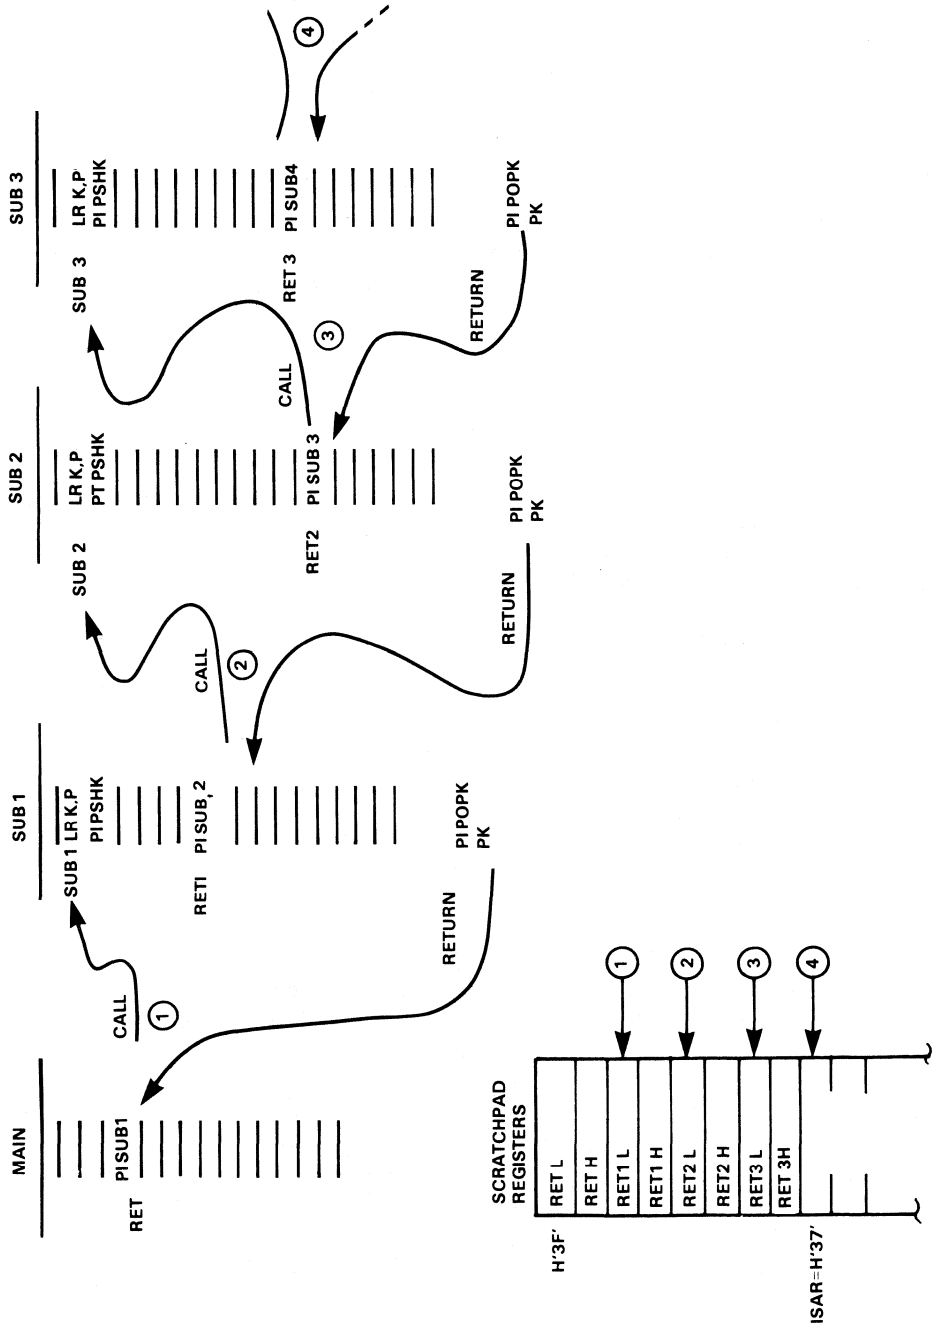 MAIN
RET
PI SUB1
CALL
1
RETURN
SUB 1
SUB1 LR K,P
PI PSHK
RETI
PI SUB, 2
PI POPK
PK
CALL
2
RETURN
SUB 2
SUB 2
LR K,P
PT PSHK
RET2
PI SUB 3
PI POPK
PK
CALL
3
RETURN
SUB 3
SUB 3
LR K,P
PI PSHK
RET 3
PI SUB4
PI POPK
PK
4
SCRATCHPAD
REGISTERS
H'3F'
RET L
RET H
RET1 L
1
RET1 H
RET2 L
2
RET2 H
RET3 L
3
RET 3H
ISAR=H'37'
4